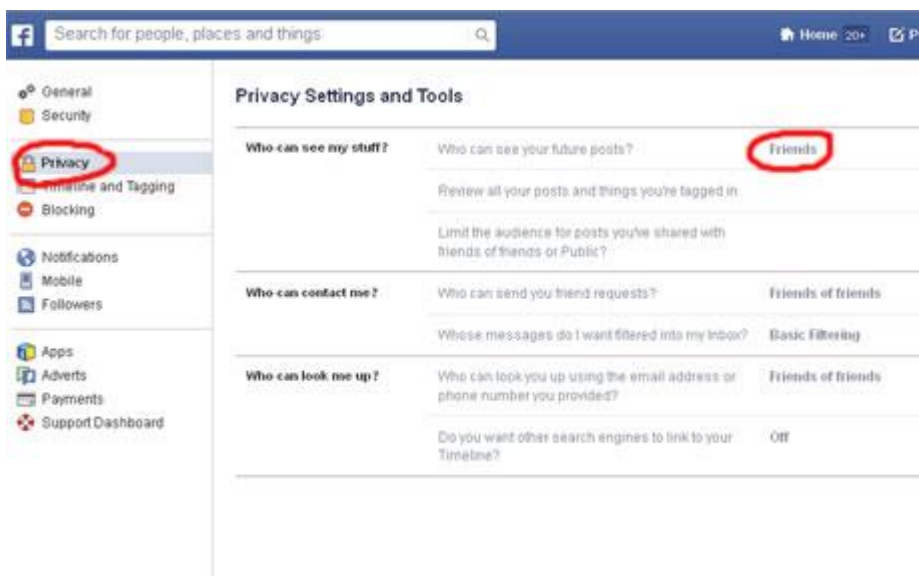 f Search for people, places and things
Home 20+ P
General
Security
Privacy
Timeline and Tagging
Blocking
Notifications
Mobile
Followers
Apps
Adverts
Payments
Support Dashboard
Privacy Settings and Tools
Who can see my stuff? Who can see your future posts? Friends
Review all your posts and things you're tagged in
Limit the audience for posts you've shared with
friends of friends or Public?
Who can contact me? Who can send you friend requests? Friends of friends
Whose messages do I want filtered into my Inbox? Basic Filtering
Who can look me up? Who can look you up using the email address or Friends of friends
phone number you provided?
Do you want other search engines to link to your Off
Timeline?